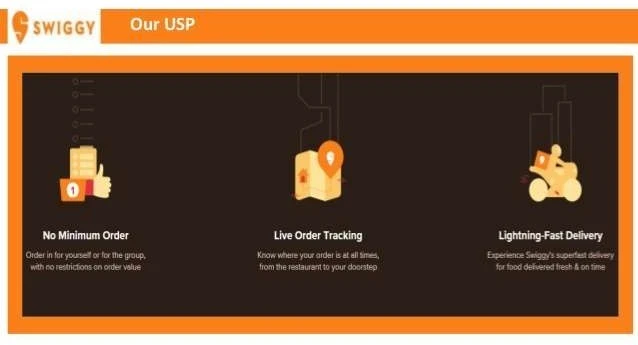 SWIGGY
Our USP
1
No Minimum Order
Order in for yourself or for the group,
with no restrictions on order value
Live Order Tracking
Know where your order is at all times,
from the restaurant to your doorstep
Lightning-Fast Delivery
Experience Swiggy's superfast delivery
for food delivered fresh & on time